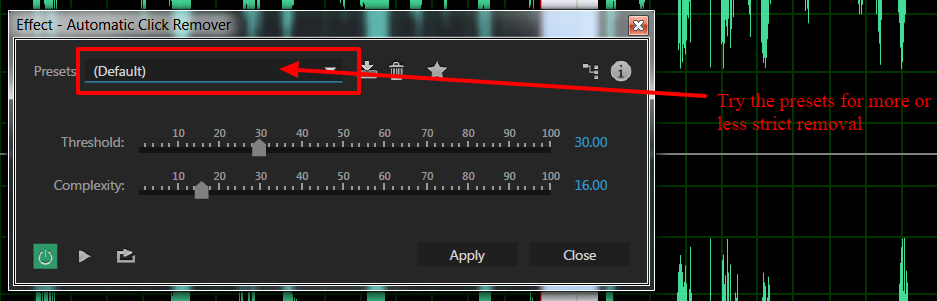 Effect - Automatic Click Remover
Presets: (Default)
Try the presets for more or
less strict removal
10 20 30 40 50 60 70 80 90 100
Threshold: 30.00
10 20 30 40 50 60 70 80 90 100
Complexity: 16.00
Apply Close